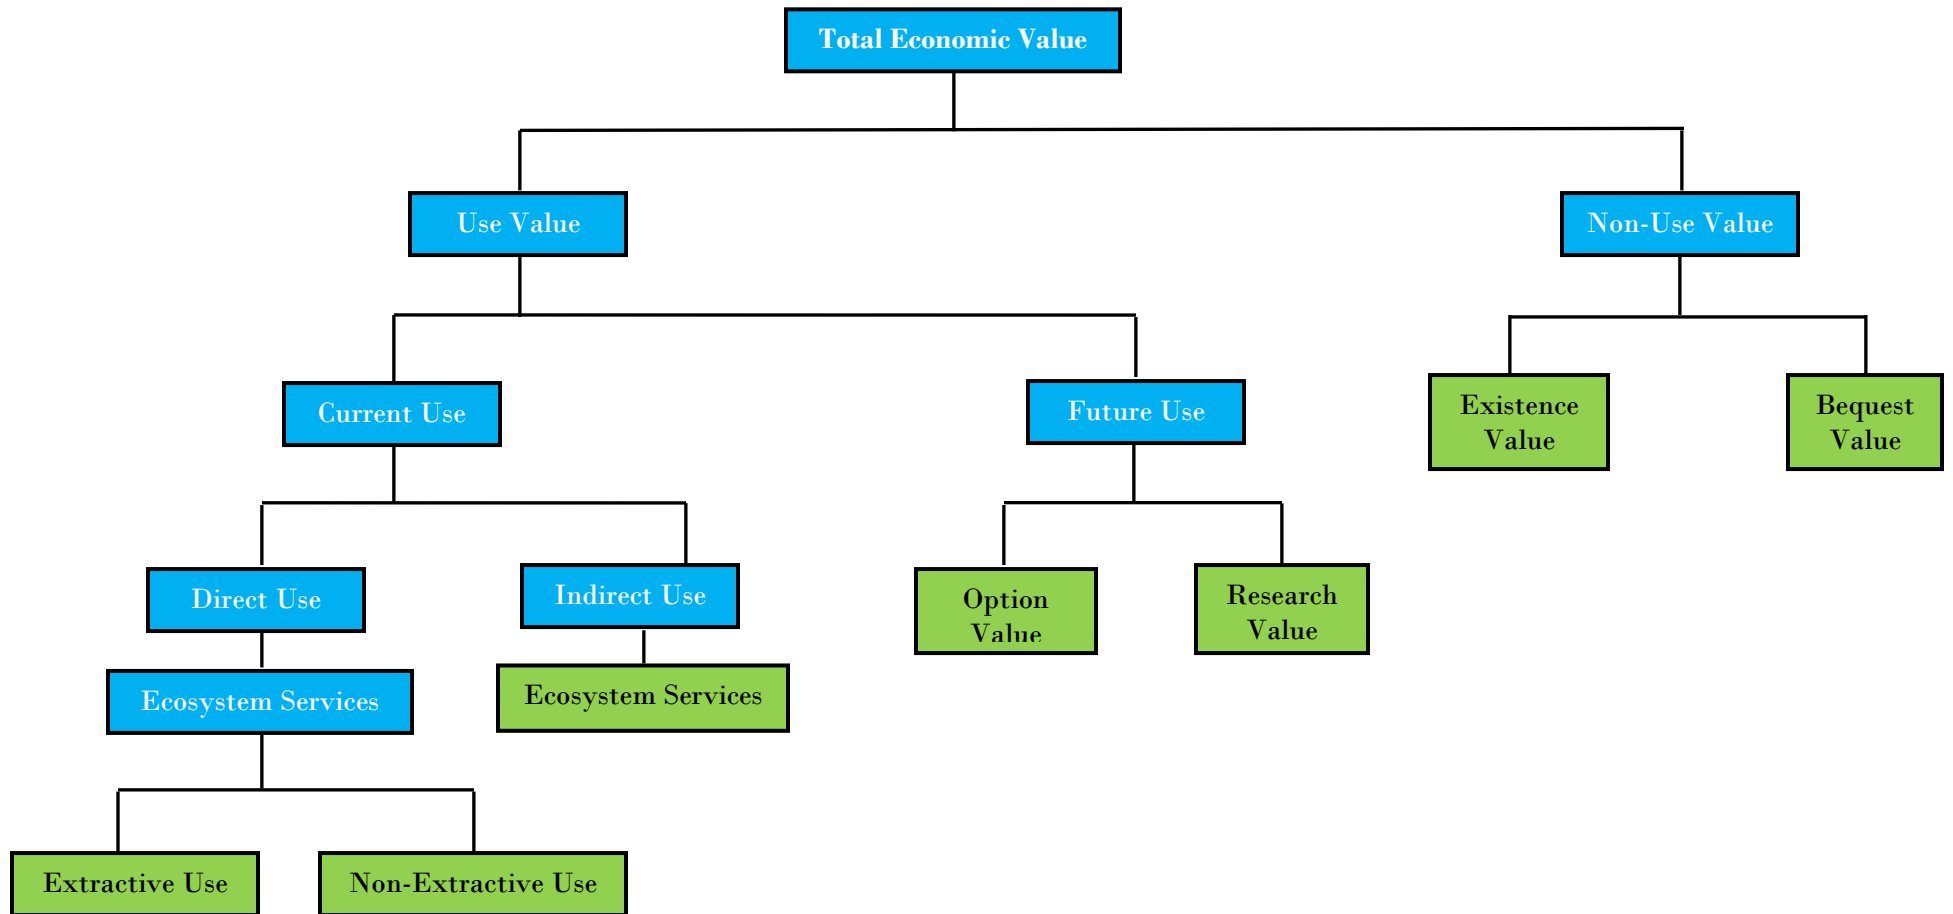 Total Economic Value
Use Value
Non-Use Value
Current Use
Future Use
Existence
Value
Bequest
Value
Direct Use
Indirect Use
Option
Value
Research
Value
Ecosystem Services
Ecosystem Services
Extractive Use
Non-Extractive Use